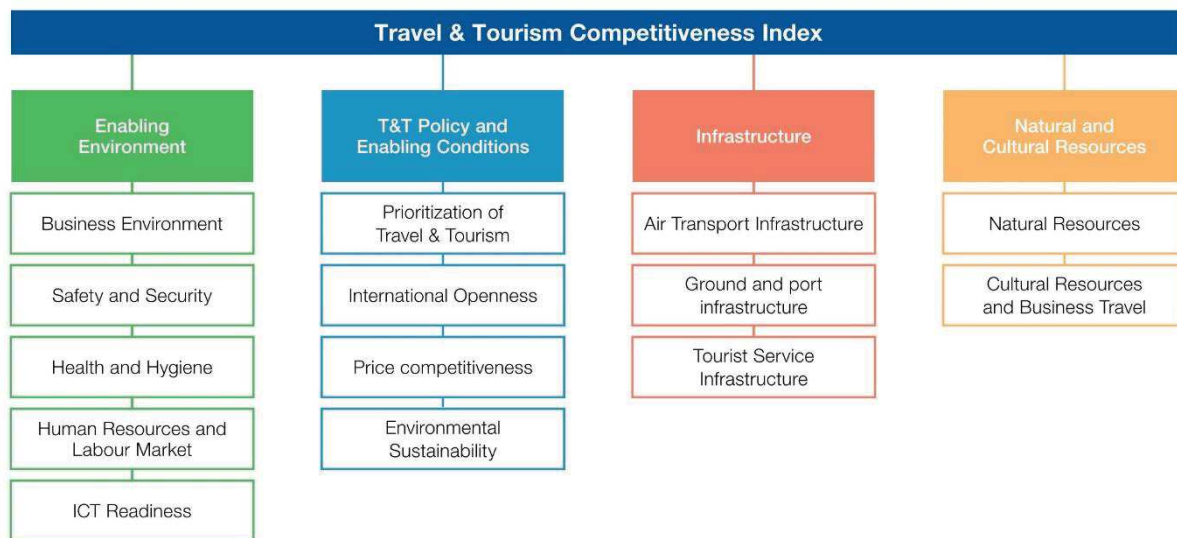 Travel & Tourism Competitiveness Index
Enabling
Environment
Business Environment
Safety and Security
Health and Hygiene
Human Resources and
Labour Market
ICT Readiness
T&T Policy and
Enabling Conditions
Prioritization of
Travel & Tourism
International Openness
Price competitiveness
Environmental
Sustainability
Infrastructure
Air Transport Infrastructure
Ground and port
infrastructure
Tourist Service
Infrastructure
Natural and
Cultural Resources
Natural Resources
Cultural Resources
and Business Travel